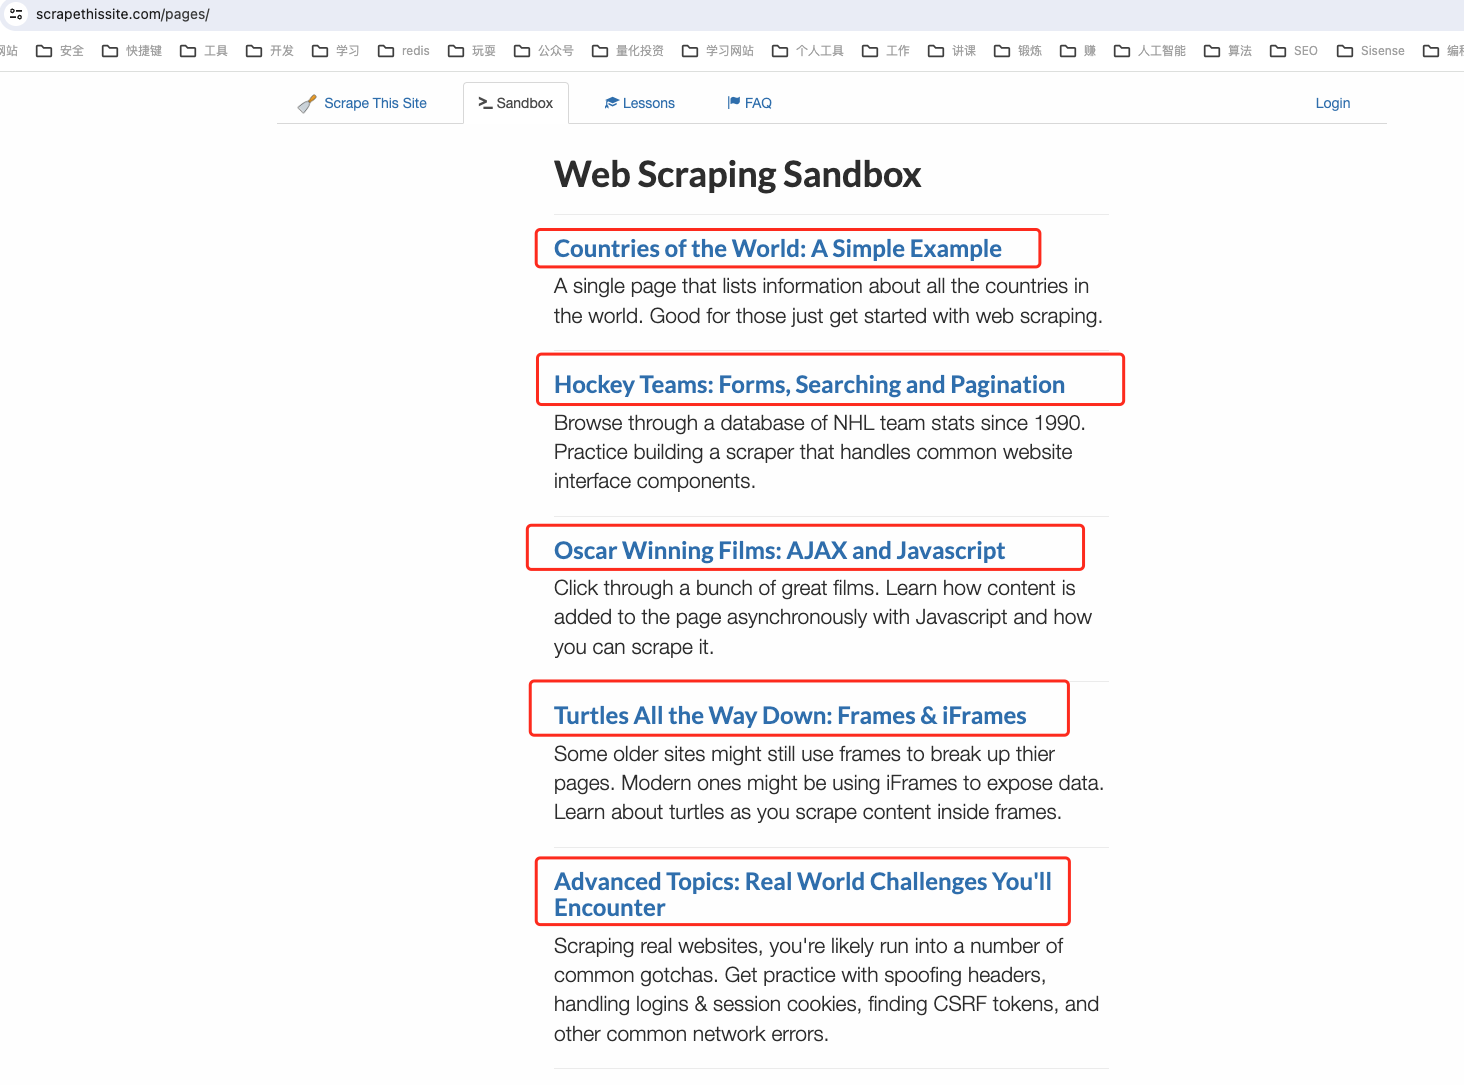 scrapethissite.com/pages/
网站 安全 快捷键 工具 开发 学习 redis 玩耍 公众号 量化投资 学习网站 个人工具 工作 讲课 锻炼 赚 人工智能 算法 SEO Sisense
Scrape This Site Sandbox Lessons FAQ Login
Web Scraping Sandbox
Countries of the World: A Simple Example
A single page that lists information about all the countries in
the world. Good for those just get started with web scraping.
Hockey Teams: Forms, Searching and Pagination
Browse through a database of NHL team stats since 1990.
Practice building a scraper that handles common website
interface components.
Oscar Winning Films: AJAX and Javascript
Click through a bunch of great films. Learn how content is
added to the page asynchronously with Javascript and how
you can scrape it.
Turtles All the Way Down: Frames & iFrames
Some older sites might still use frames to break up thier
pages. Modern ones might be using iFrames to expose data.
Learn about turtles as you scrape content inside frames.
Advanced Topics: Real World Challenges You'll
Encounter
Scraping real websites, you're likely run into a number of
common gotchas. Get practice with spoofing headers,
handling logins & session cookies, finding CSRF tokens, and
other common network errors.